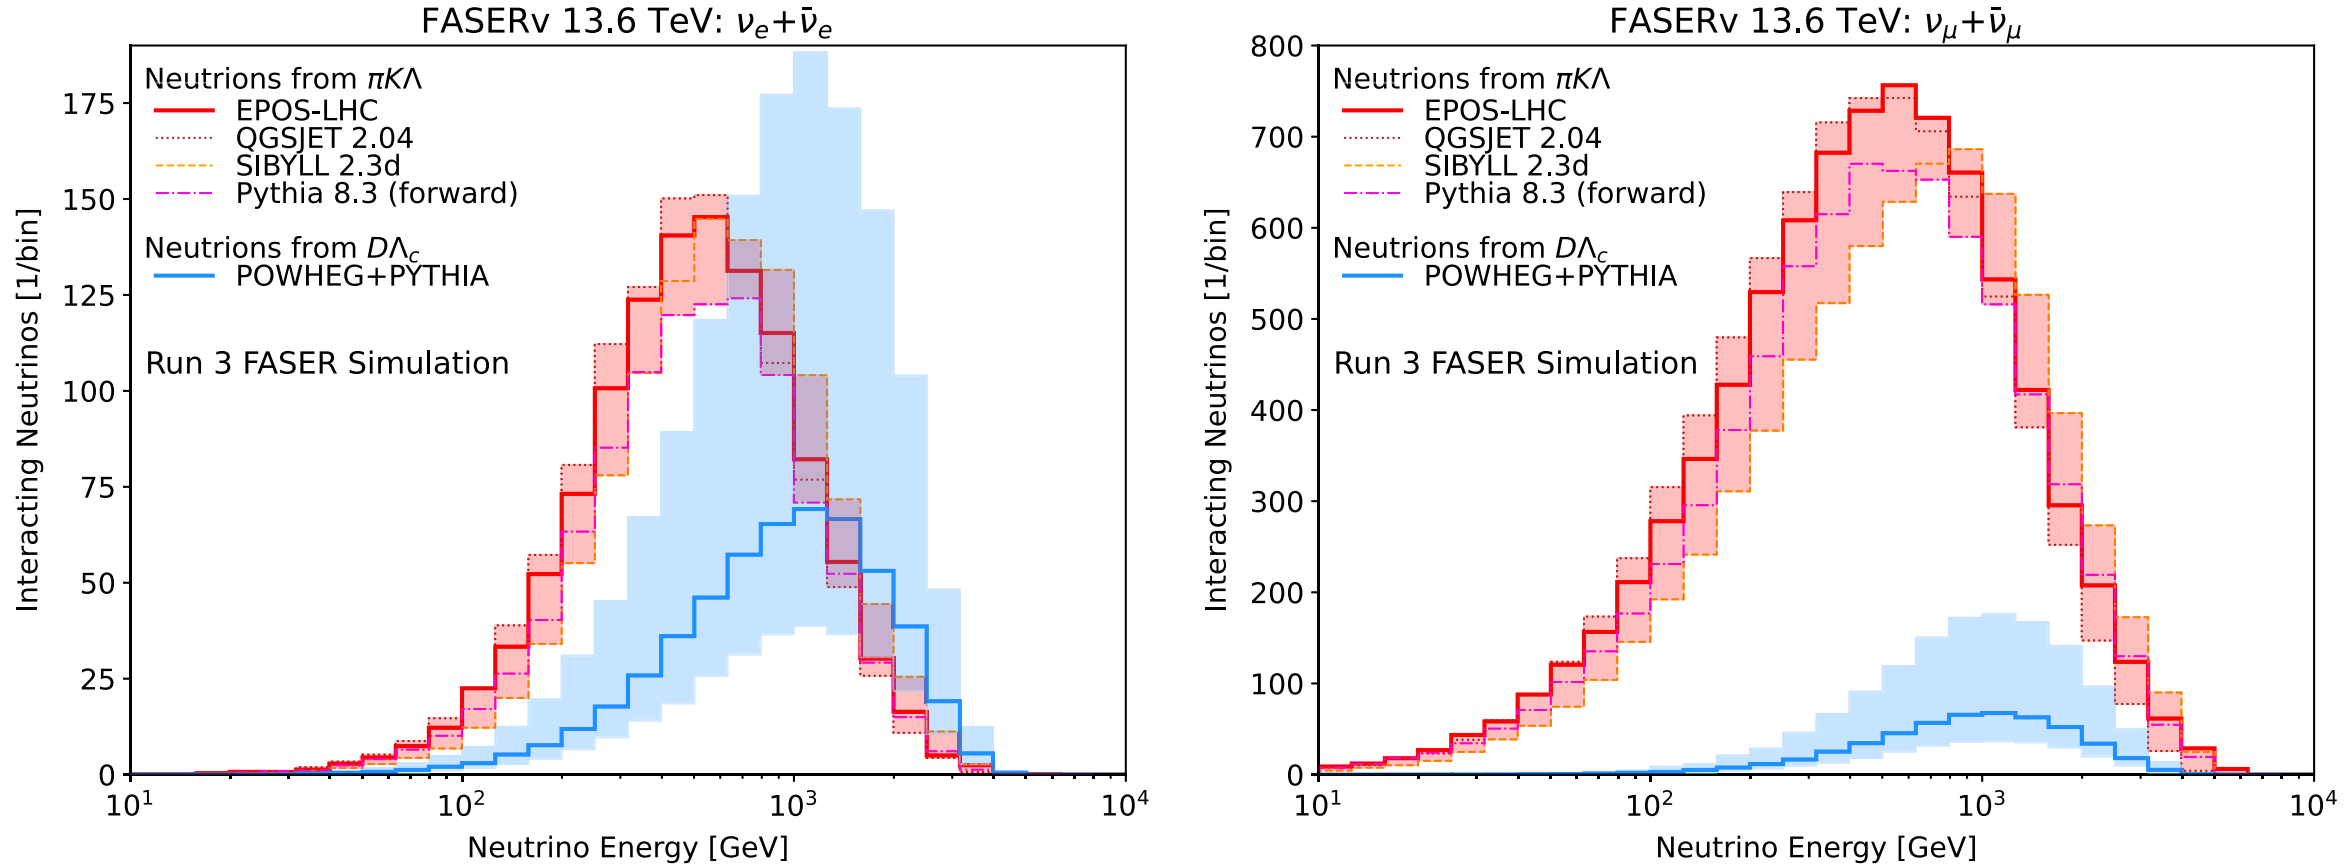 FASERν 13.6 TeV: νₑ+ν̄ₑ
Neutrions from πKΛ
EPOS-LHC
QGSJET 2.04
SIBYLL 2.3d
Pythia 8.3 (forward)
Neutrions from DΛ_c
POWHEG+PYTHIA
Run 3 FASER Simulation
Interacting Neutrinos [1/bin]
175
150
125
100
75
50
25
0
10¹
10²
10³
10⁴
Neutrino Energy [GeV]
FASERν 13.6 TeV: ν_μ+ν̄_μ
Neutrions from πKΛ
EPOS-LHC
QGSJET 2.04
SIBYLL 2.3d
Pythia 8.3 (forward)
Neutrions from DΛ_c
POWHEG+PYTHIA
Run 3 FASER Simulation
Interacting Neutrinos [1/bin]
800
700
600
500
400
300
200
100
0
10¹
10²
10³
10⁴
Neutrino Energy [GeV]